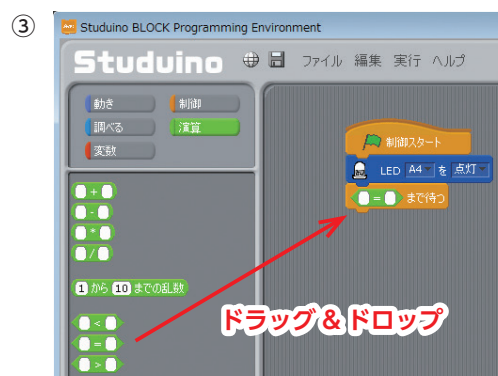 ③
Studuino BLOCK Programming Environment
Studuino ファイル 編集 実行 ヘルプ
動き 制御
調べる 演算
変数
+
-
*
/
1 から 10 までの乱数
<
=
>
制御スタート
LED A4 を 点灯
= まで待つ
ドラッグ & ドロップ